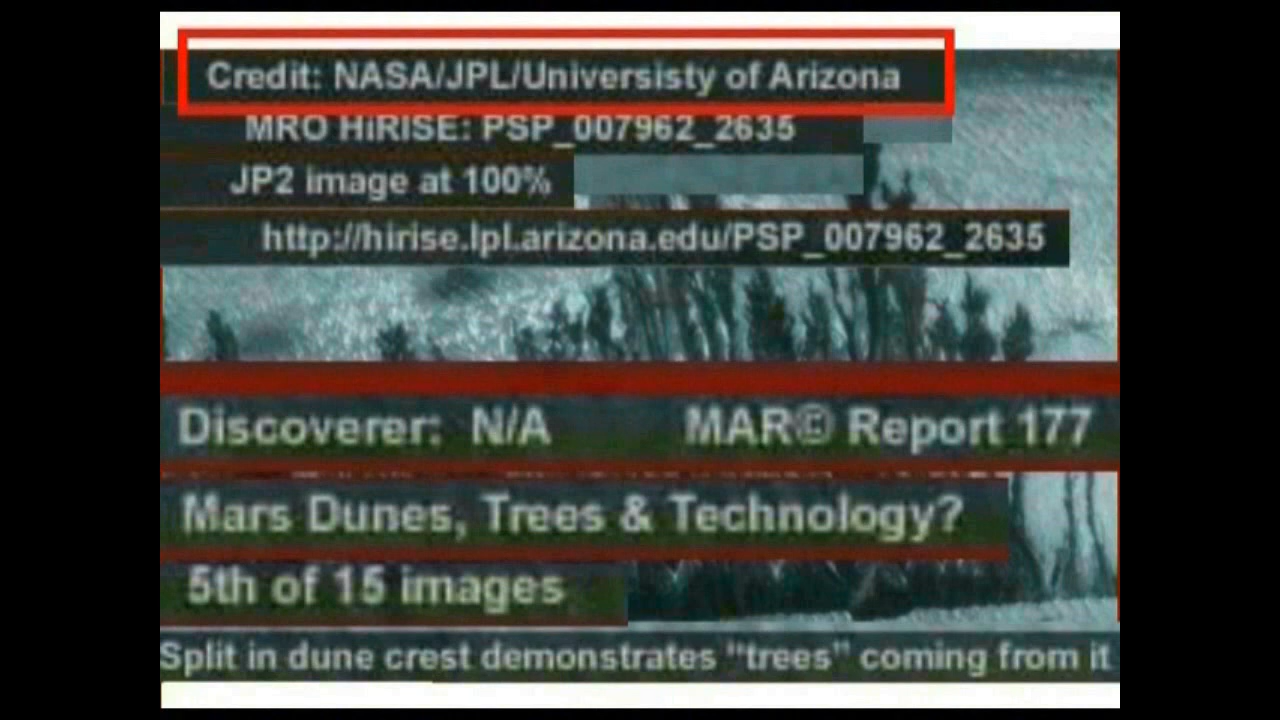 Credit: NASA/JPL/Universisty of Arizona
MRO HiRISE: PSP_007962_2635
JP2 image at 100%
http://hirise.lpl.arizona.edu/PSP_007962_2635
Discoverer: N/A MAR© Report 177
Mars Dunes, Trees & Technology?
5th of 15 images
Split in dune crest demonstrates "trees" coming from it